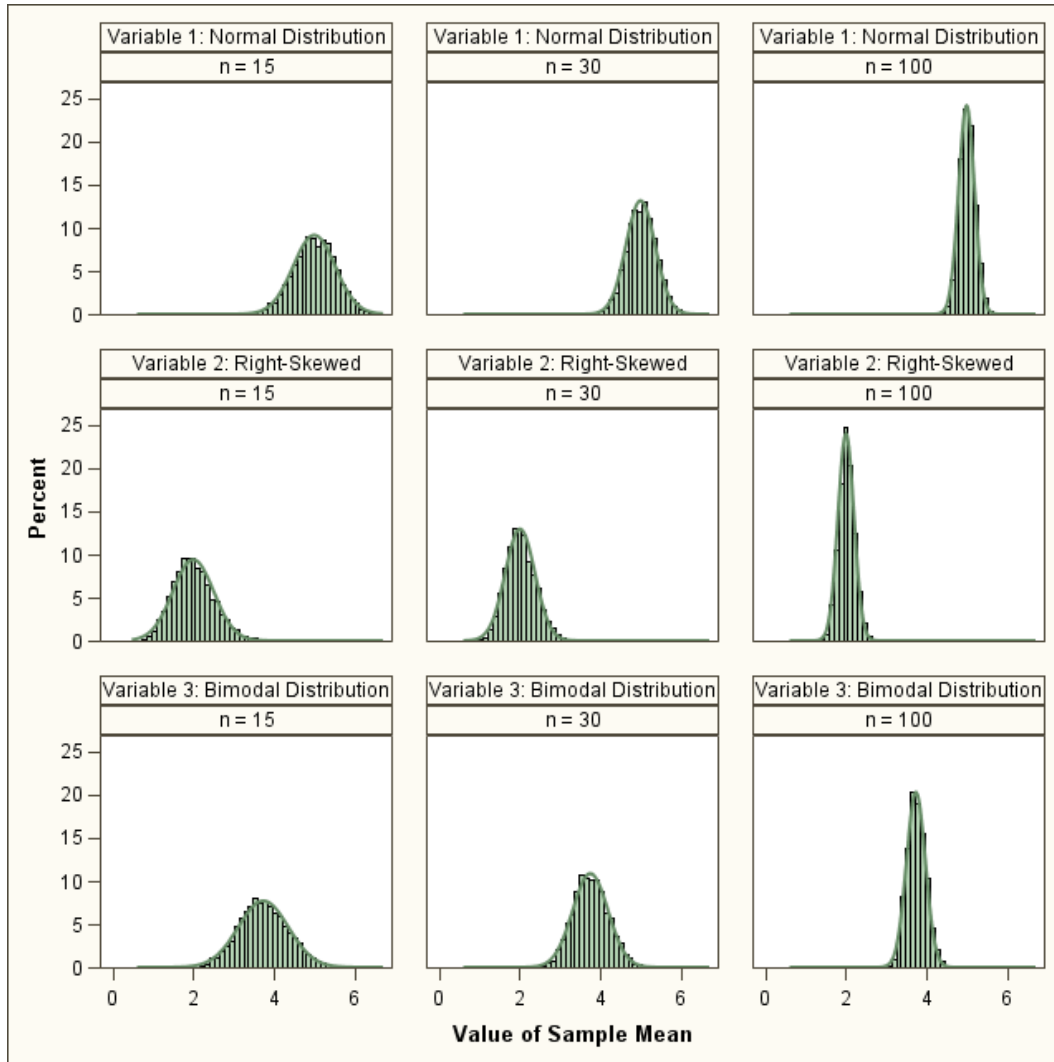 Variable 1: Normal Distribution
n = 15
Variable 1: Normal Distribution
n = 30
Variable 1: Normal Distribution
n = 100
25
20
15
10
5
0
Variable 2: Right-Skewed
n = 15
Variable 2: Right-Skewed
n = 30
Variable 2: Right-Skewed
n = 100
25
20
15
10
5
0
Percent
Variable 3: Bimodal Distribution
n = 15
Variable 3: Bimodal Distribution
n = 30
Variable 3: Bimodal Distribution
n = 100
25
20
15
10
5
0
0 2 4 6
0 2 4 6
0 2 4 6
Value of Sample Mean